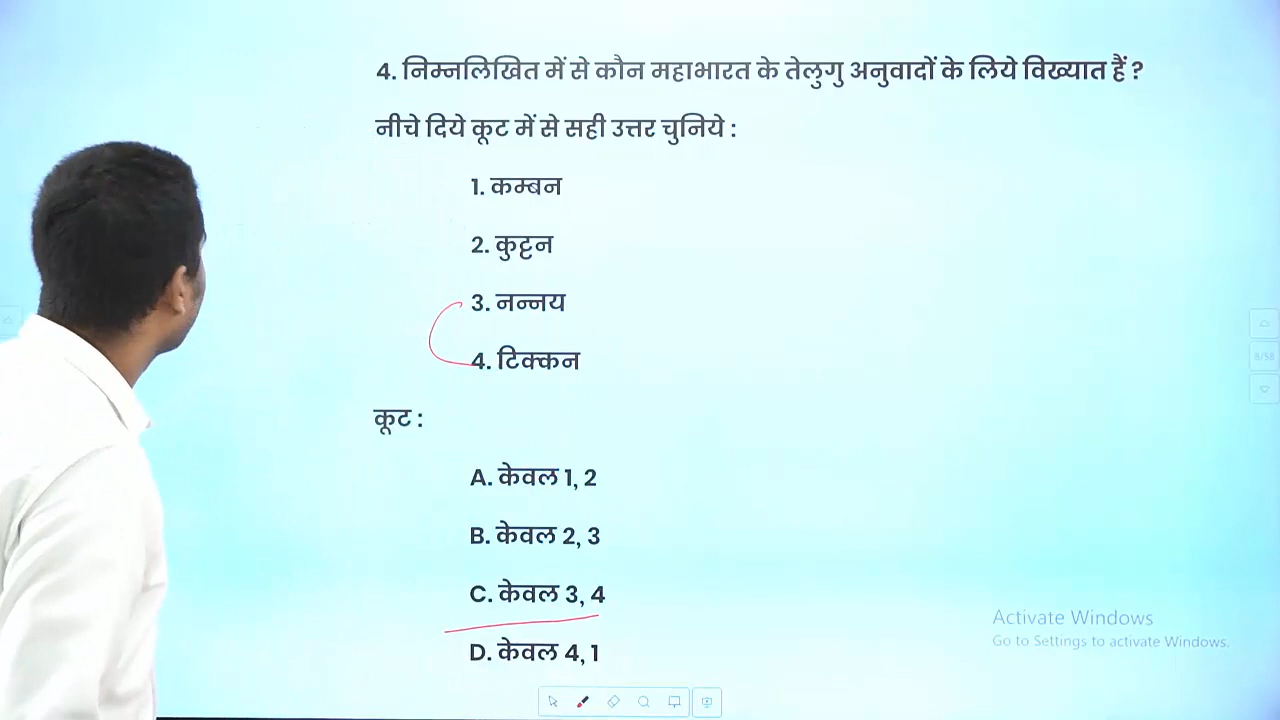 4. निम्नलिखित में से कौन महाभारत के तेलुगु अनुवादों के लिये विख्यात हैं ?
नीचे दिये कूट में से सही उत्तर चुनिये :
1. कम्बन
2. कुट्टन
3. नन्नय
4. टिक्कन
कूट :
A. केवल 1, 2
B. केवल 2, 3
C. केवल 3, 4
D. केवल 4, 1
8/58
Activate Windows
Go to Settings to activate Windows.